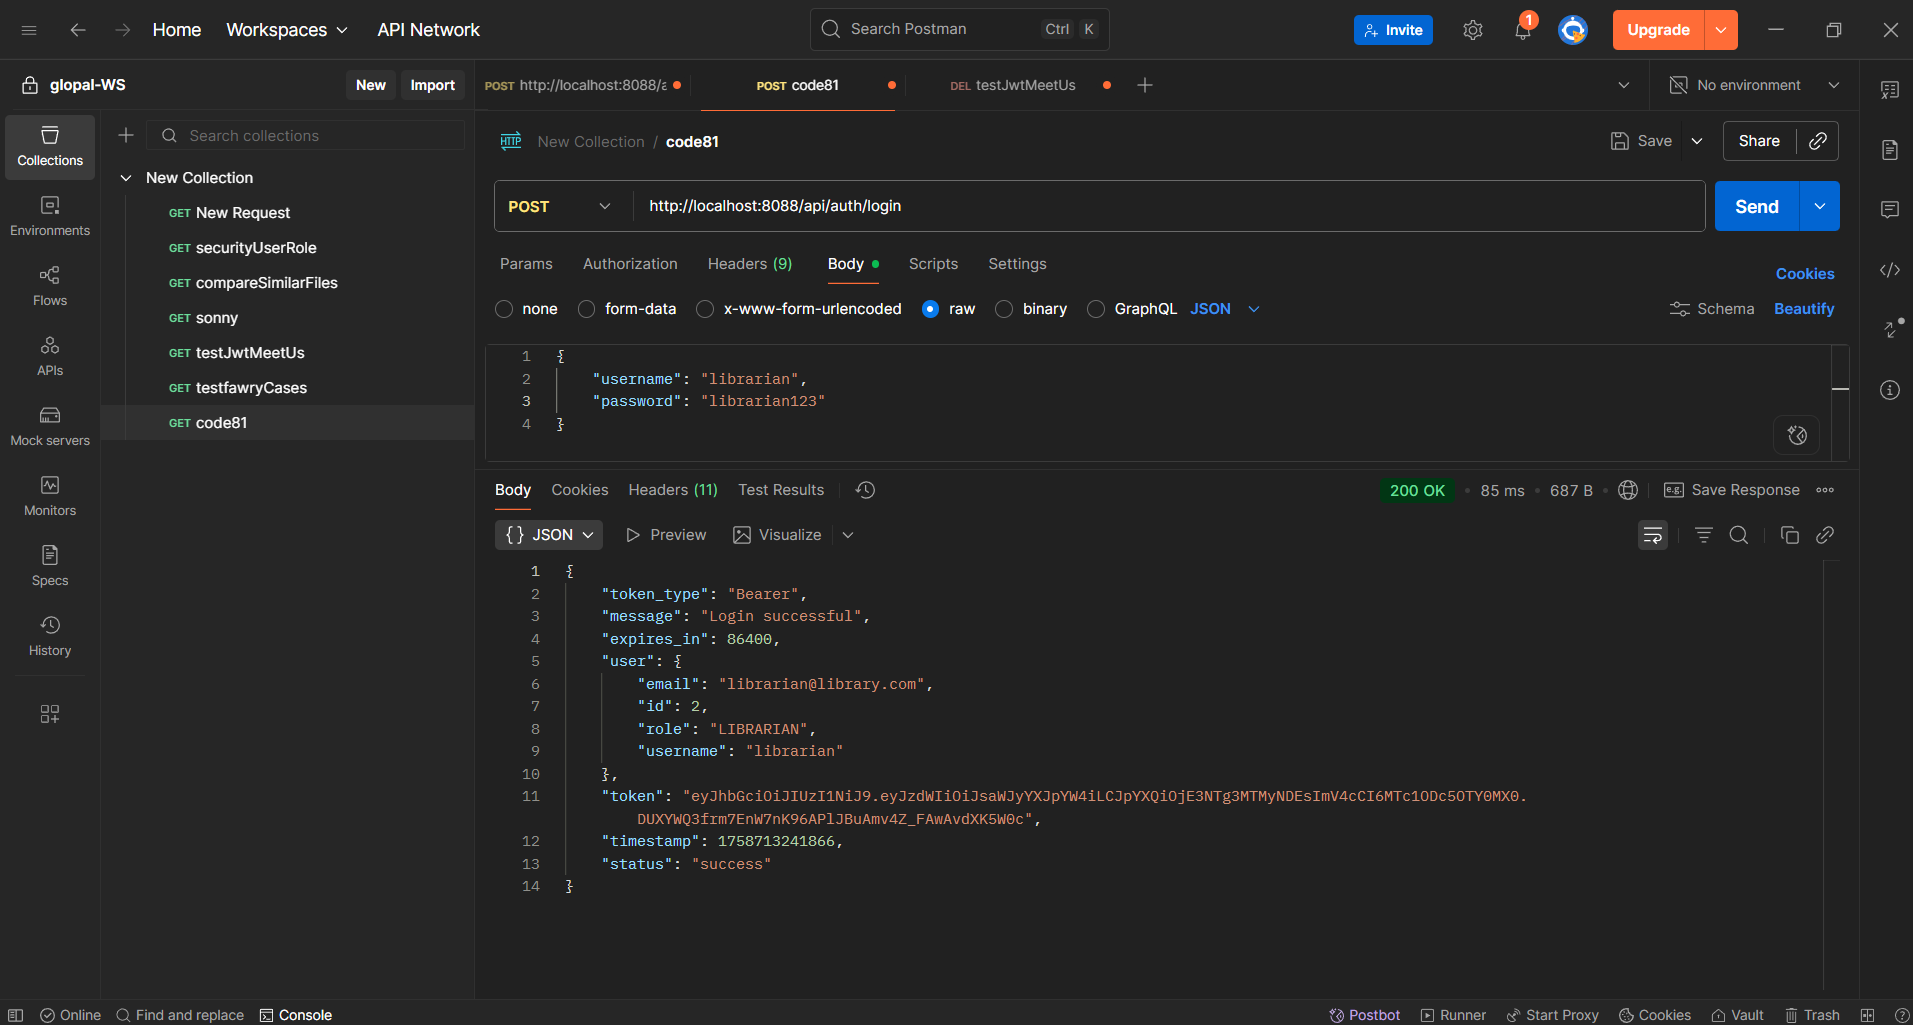 Home
Workspaces
API Network
Search Postman
Ctrl K
Invite
1
Upgrade
glopal-WS
New
Import
POST http://localhost:8088/a
POST code81
DEL testJwtMeetUs
No environment
Collections
Environments
Flows
APIs
Mock servers
Monitors
Specs
History
Search collections
New Collection
GET New Request
GET securityUserRole
GET compareSimilarFiles
GET sonny
GET testJwtMeetUs
GET testfawryCases
GET code81
HTTP New Collection / code81
Save
Share
POST http://localhost:8088/api/auth/login
Send
Params Authorization Headers (9) Body Scripts Settings
Cookies
none form-data x-www-form-urlencoded raw binary GraphQL JSON
Schema Beautify
1 {
2 "username": "librarian",
3 "password": "librarian123"
4 }
Body Cookies Headers (11) Test Results
200 OK • 85 ms • 687 B • e.g. Save Response
{} JSON Preview Visualize
1 {
2 "token_type": "Bearer",
3 "message": "Login successful",
4 "expires_in": 86400,
5 "user": {
6 "email": "librarian@library.com",
7 "id": 2,
8 "role": "LIBRARIAN",
9 "username": "librarian"
10 },
11 "token": "eyJhbGciOiJIUzI1NiJ9.eyJzdWIiOiJsaWJyYXJpYW4iLCJpYXQiOjE3NTg3MTMyNDEsImV4cCI6MTc1ODc5OTY0MX0.
DUXYWQ3frm7EnW7nK96APlJBuAmv4Z_FAwAvdXK5W0c",
12 "timestamp": 1758713241866,
13 "status": "success"
14 }
Online
Find and replace
Console
Postbot
Runner
Start Proxy
Cookies
Vault
Trash